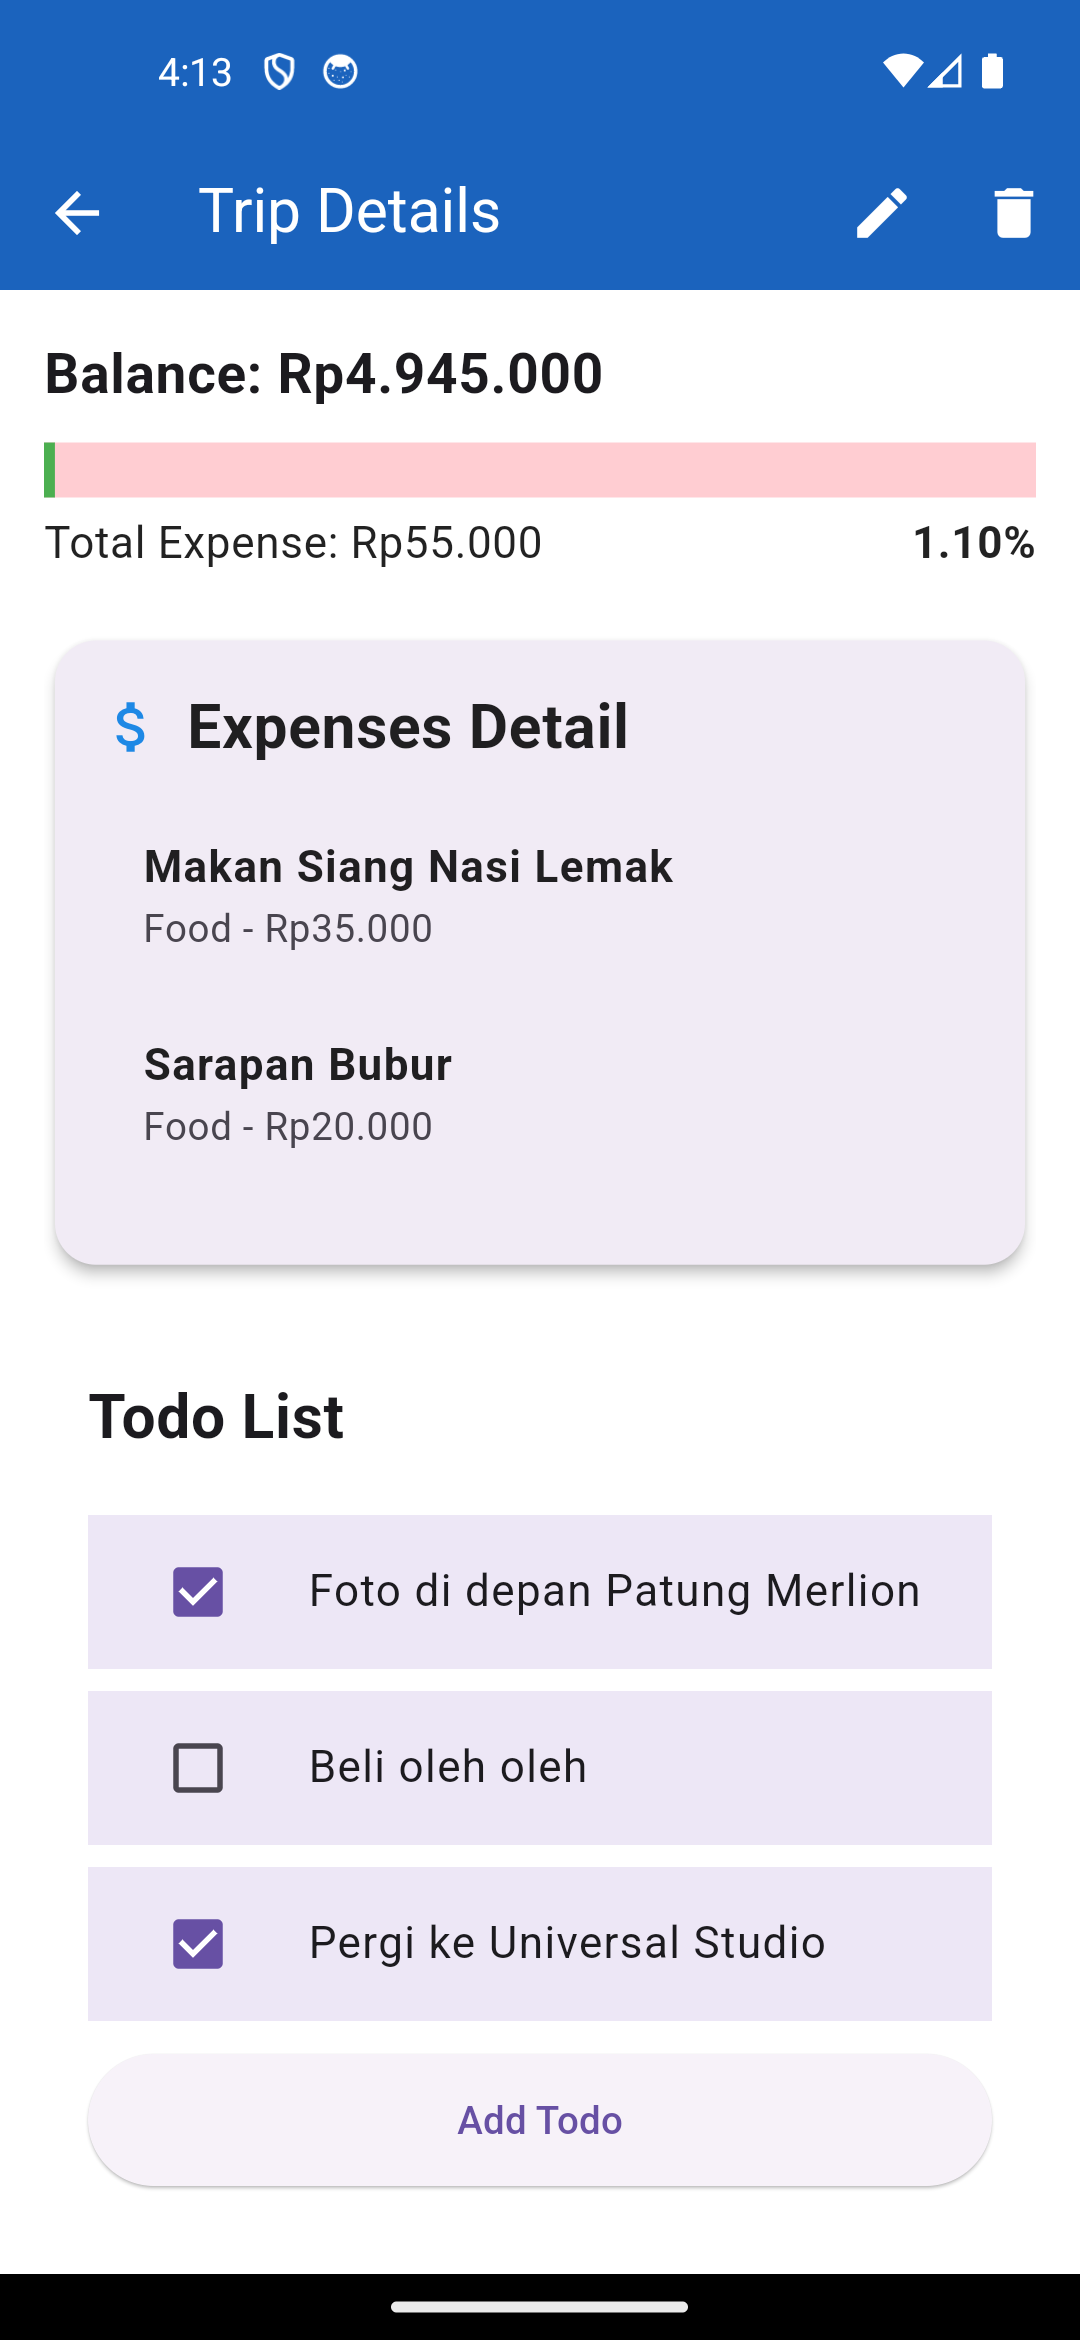 4:13
Trip Details
Balance: Rp4.945.000
Total Expense: Rp55.000 1.10%
$ Expenses Detail
Makan Siang Nasi Lemak
Food - Rp35.000
Sarapan Bubur
Food - Rp20.000
Todo List
Foto di depan Patung Merlion
Beli oleh oleh
Pergi ke Universal Studio
Add Todo